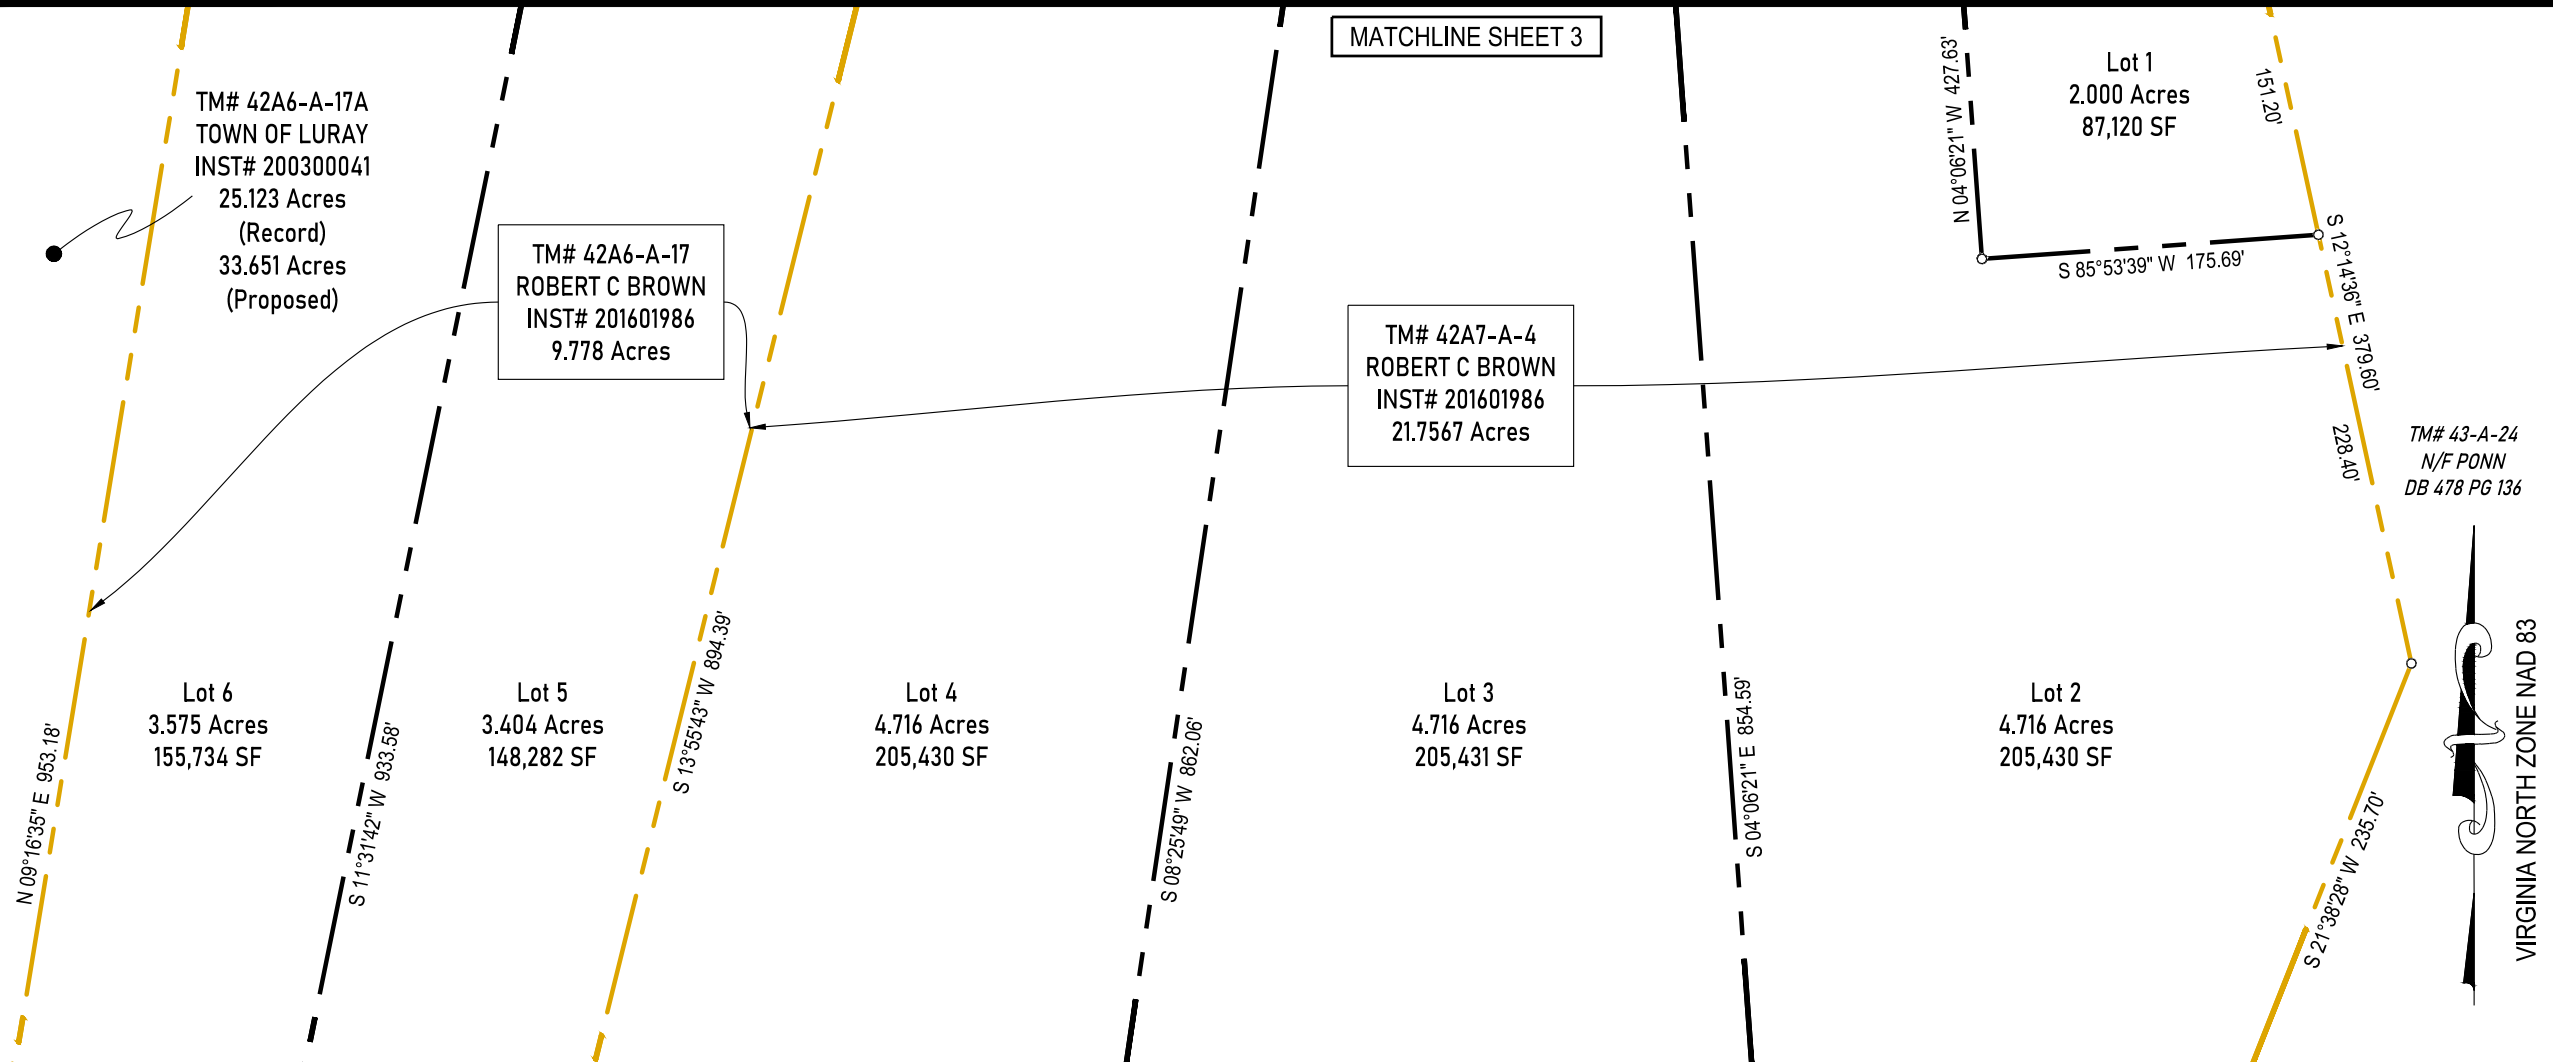 MATCHLINE SHEET 3
TM# 42A6-A-17A
TOWN OF LURAY
INST# 200300041
25.123 Acres
(Record)
33.651 Acres
(Proposed)
TM# 42A6-A-17
ROBERT C BROWN
INST# 201601986
9.778 Acres
TM# 42A7-A-4
ROBERT C BROWN
INST# 201601986
21.7567 Acres
N 04°06'21" W 427.63'
Lot 1
2.000 Acres
87,120 SF
151.20'
S 85°53'39" W 175.69'
S 12°14'36" E 379.60'
228.40'
TM# 43-A-24
N/F PONN
DB 478 PG 136
N 09°16'35" E 953.18'
Lot 6
3.575 Acres
155,734 SF
S 11°31'42" W 933.58'
Lot 5
3.404 Acres
148,282 SF
S 13°55'43" W 894.39'
Lot 4
4.716 Acres
205,430 SF
S 08°25'49" W 862.06'
Lot 3
4.716 Acres
205,431 SF
S 04°06'21" E 854.59'
Lot 2
4.716 Acres
205,430 SF
S 21°38'28" W 235.70'
VIRGINIA NORTH ZONE NAD 83